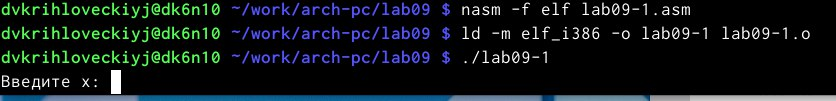 dvkrihloveckiyj@dk6n10 ~/work/arch-pc/lab09 $ nasm -f elf lab09-1.asm
dvkrihloveckiyj@dk6n10 ~/work/arch-pc/lab09 $ ld -m elf_i386 -o lab09-1 lab09-1.o
dvkrihloveckiyj@dk6n10 ~/work/arch-pc/lab09 $ ./lab09-1
Введите x: